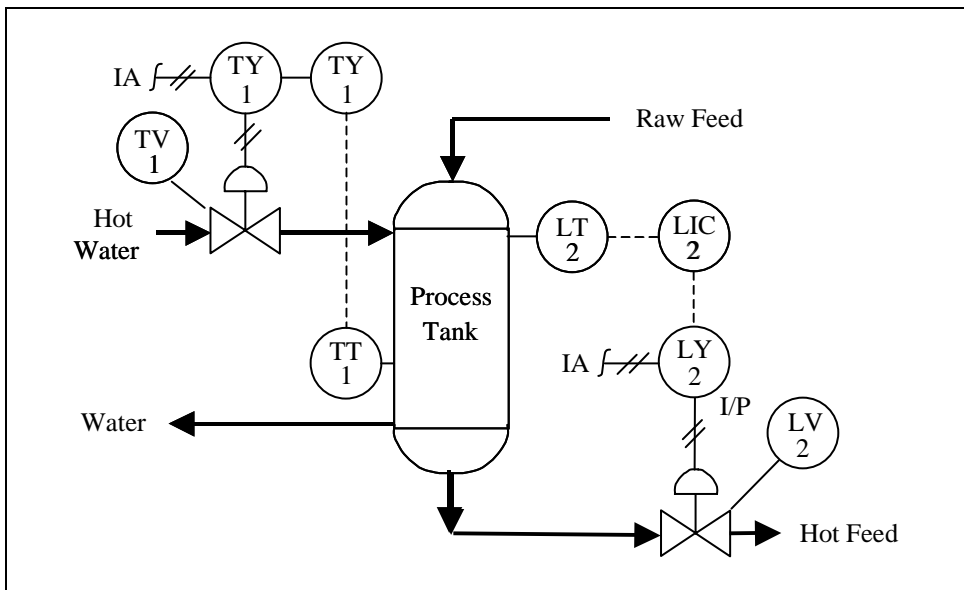 IA
TY
1
TY
1
Raw Feed
TV
1
Hot
Water
LT
2
LIC
2
Process
Tank
TT
1
IA
LY
2
Water
I/P
LV
2
Hot Feed